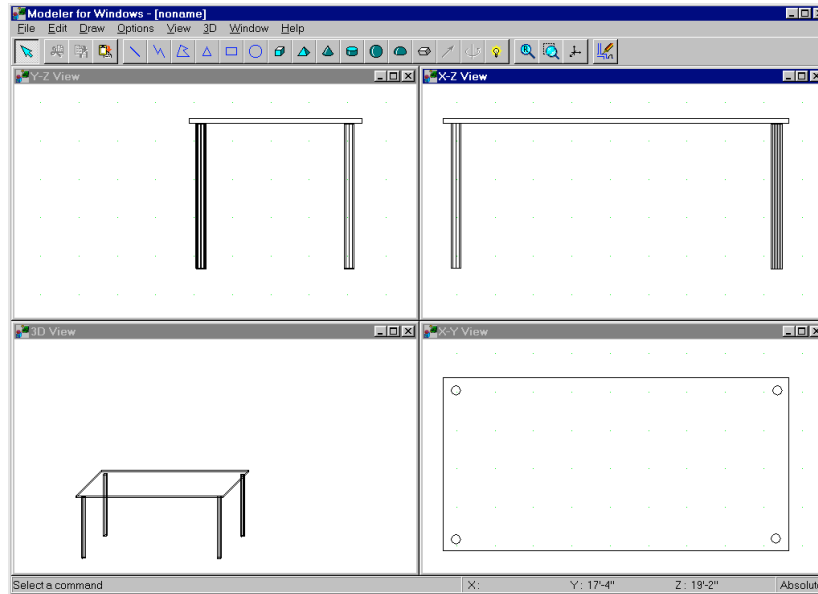 Modeler for Windows - [noname]
File Edit Draw Options View 3D Window Help
Y-Z View
X-Z View
3D View
X-Y View
Select a command X: Y: 17'-4" Z: 19'-2" Absolute